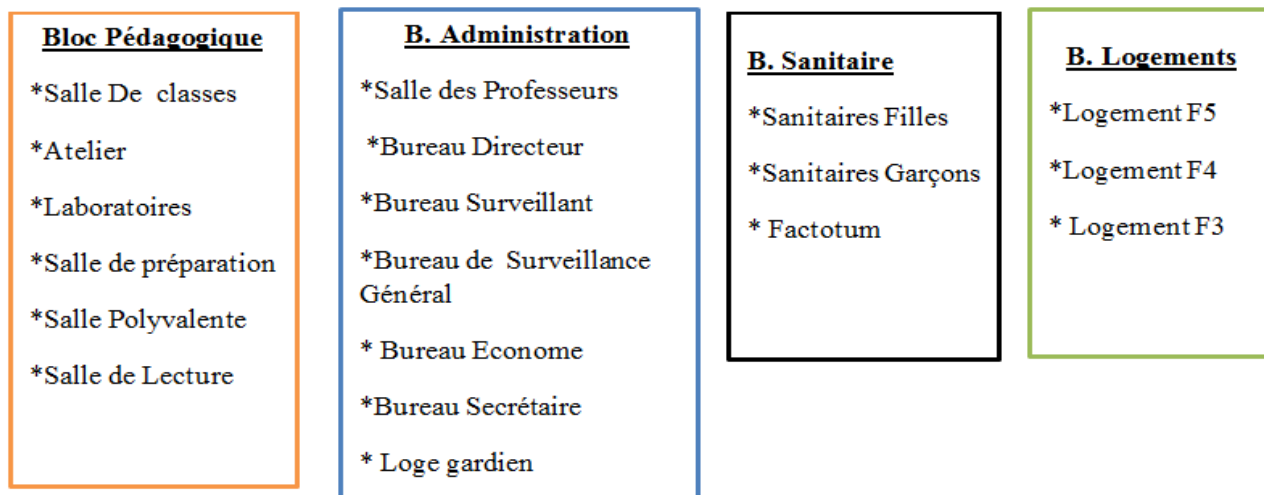 Bloc Pédagogique
*Salle De classes
*Atelier
*Laboratoires
*Salle de préparation
*Salle Polyvalente
*Salle de Lecture
B. Administration
*Salle des Professeurs
*Bureau Directeur
*Bureau Surveillant
*Bureau de Surveillance
Général
* Bureau Econome
*Bureau Secrétaire
* Loge gardien
B. Sanitaire
*Sanitaires Filles
*Sanitaires Garçons
* Factotum
B. Logements
*Logement F5
*Logement F4
* Logement F3